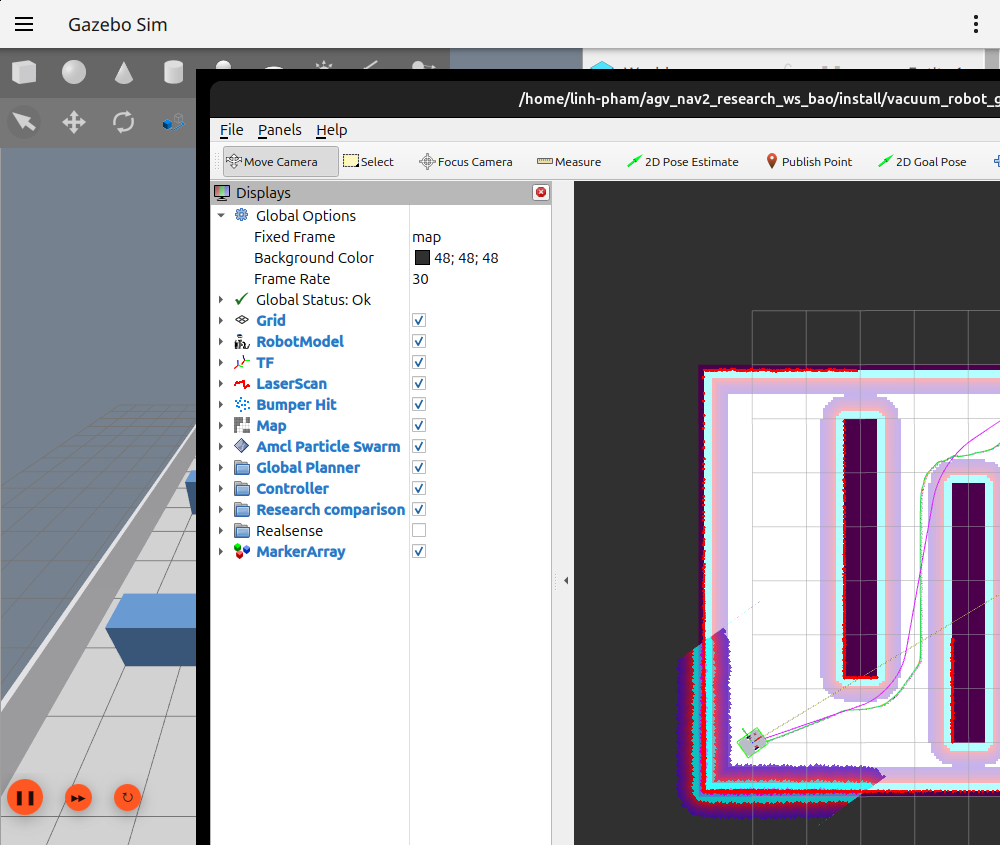 Gazebo Sim
/home/linh-pham/agv_nav2_research_ws_bao/install/vacuum_robot_g
File Panels Help
Move Camera Select Focus Camera Measure 2D Pose Estimate Publish Point 2D Goal Pose
Displays
Global Options
Fixed Frame map
Background Color 48; 48; 48
Frame Rate 30
Global Status: Ok
Grid
RobotModel
TF
LaserScan
Bumper Hit
Map
Amcl Particle Swarm
Global Planner
Controller
Research comparison
Realsense
MarkerArray